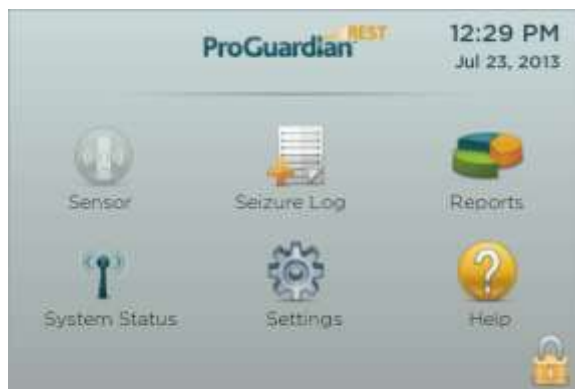 REST
ProGuardian
12:29 PM
Jul 23, 2013
Sensor
Seizure Log
Reports
System Status
Settings
Help